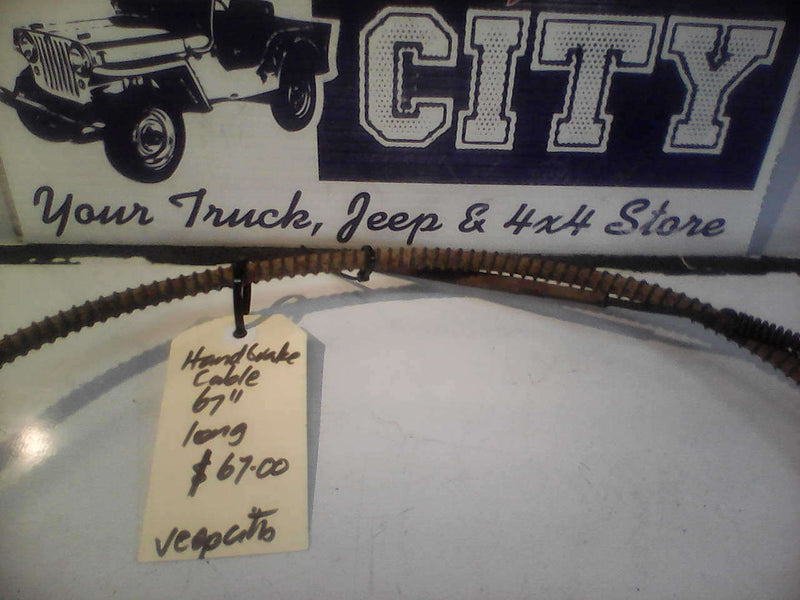 CITY
Your Truck, Jeep & 4x4 Store
Handbrake
Cable
67"
long
$67.00